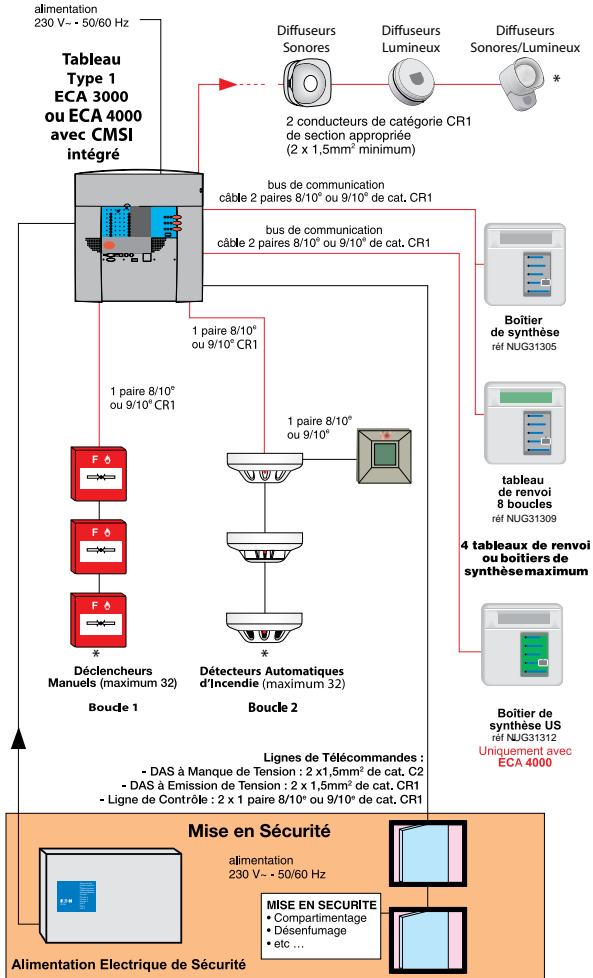 alimentation
230 V~ - 50/60 Hz
Tableau
Type 1
ECA 3000
ou ECA 4000
avec CMSI
intégré
Diffuseurs
Sonores
Diffuseurs
Lumineux
Diffuseurs
Sonores/Lumineux
*
2 conducteurs de catégorie CR1
de section appropriée
(2 x 1,5mm² minimum)
bus de communication
câble 2 paires 8/10e ou 9/10e de cat. CR1
bus de communication
câble 2 paires 8/10e ou 9/10e de cat. CR1
Boîtier
de synthèse
réf NUG31305
1 paire 8/10e
ou 9/10e CR1
1 paire 8/10e
ou 9/10e CR1
1 paire 8/10e
ou 9/10e
F
F
F
*
Déclencheurs
Manuels (maximum 32)
Boucle 1
*
Détecteurs Automatiques
d'Incendie (maximum 32)
Boucle 2
tableau
de renvoi
8 boucles
réf NUG31309
4 tableaux de renvoi
ou boitiers de
synthèse maximum
Boîtier de
synthèse US
réf NUG31312
Uniquement avec
ECA 4000
Lignes de Télécommandes :
- DAS à Manque de Tension : 2 x1,5mm² de cat. C2
- DAS à Emission de Tension : 2 x 1,5mm² de cat. CR1
- Ligne de Contrôle : 2 x 1 paire 8/10e ou 9/10e de cat. CR1
Mise en Sécurité
alimentation
230 V~ - 50/60 Hz
MISE EN SECURITE
• Compartimentage
• Désenfumage
• etc ...
Alimentation Electrique de Sécurité